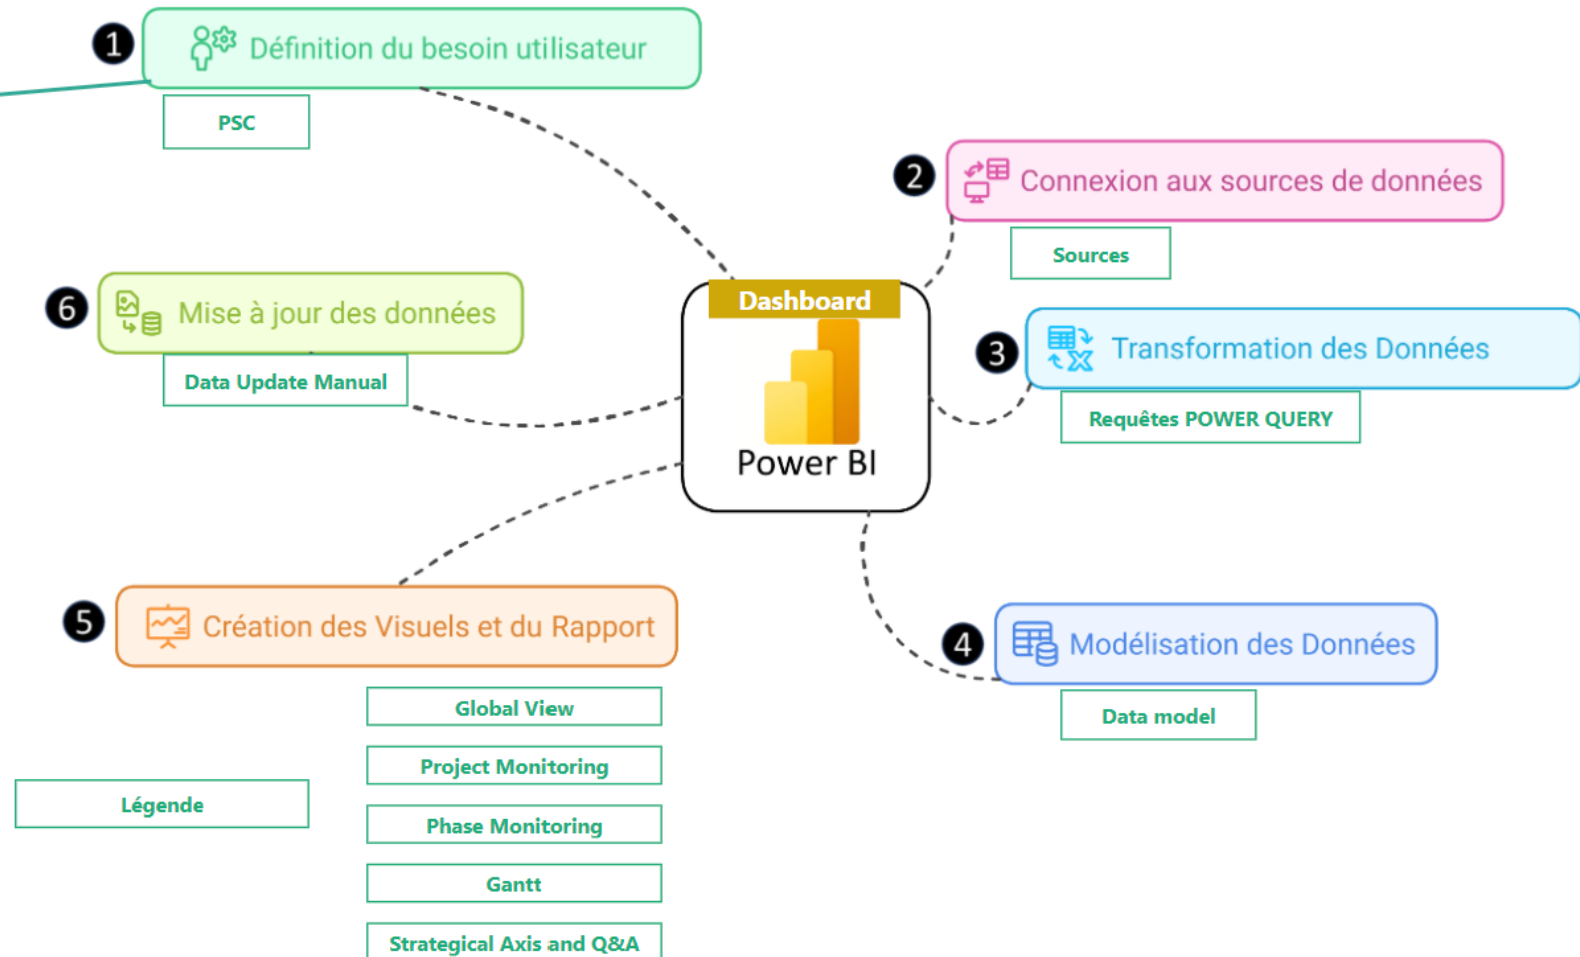 1
Définition du besoin utilisateur
PSC
2
Connexion aux sources de données
Sources
6
Mise à jour des données
Data Update Manual
Dashboard
Power BI
3
Transformation des Données
Requêtes POWER QUERY
5
Création des Visuels et du Rapport
4
Modélisation des Données
Data model
Global View
Project Monitoring
Légende
Phase Monitoring
Gantt
Strategical Axis and Q&A